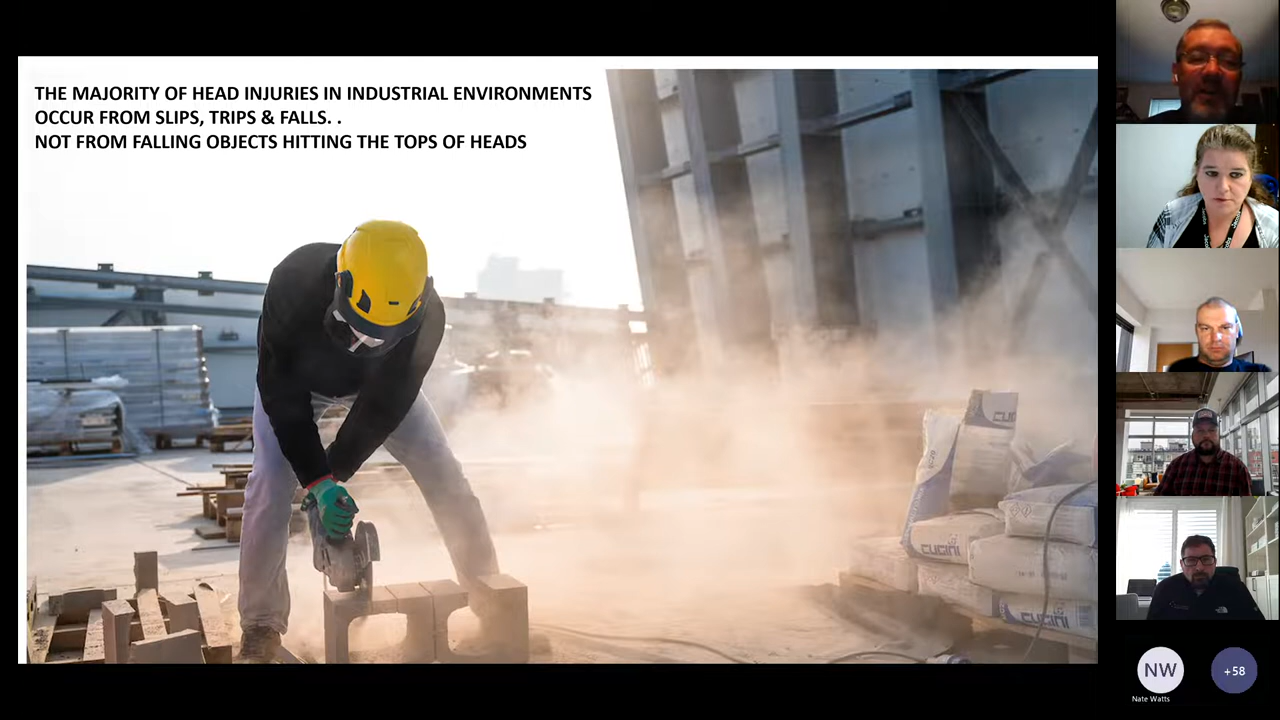 THE MAJORITY OF HEAD INJURIES IN INDUSTRIAL ENVIRONMENTS
OCCUR FROM SLIPS, TRIPS & FALLS. .
NOT FROM FALLING OBJECTS HITTING THE TOPS OF HEADS
CUCINI
CUCINI
NW
+58
Nate Watts